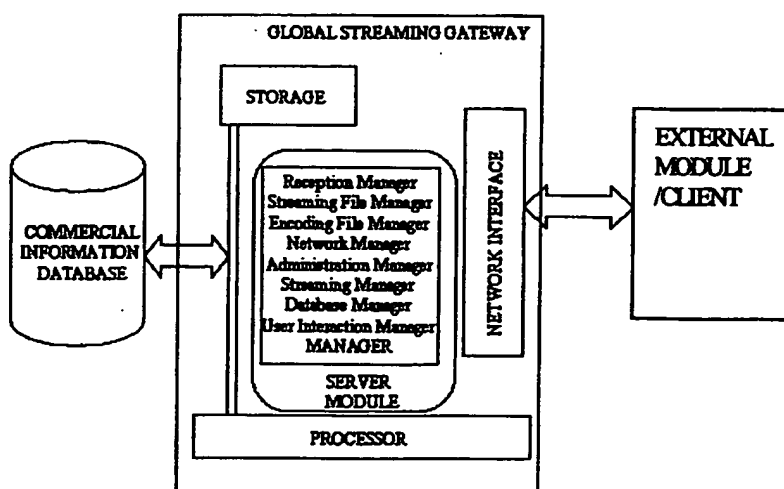 GLOBAL STREAMING GATEWAY
STORAGE
COMMERCIAL
INFORMATION
DATABASE
Reception Manager
Streaming File Manager
Encoding File Manager
Network Manager
Administration Manager
Streaming Manager
Database Manager
User Interaction Manager
MANAGER
SERVER
MODULE
PROCESSOR
NETWORK INTERFACE
EXTERNAL
MODULE
/CLIENT